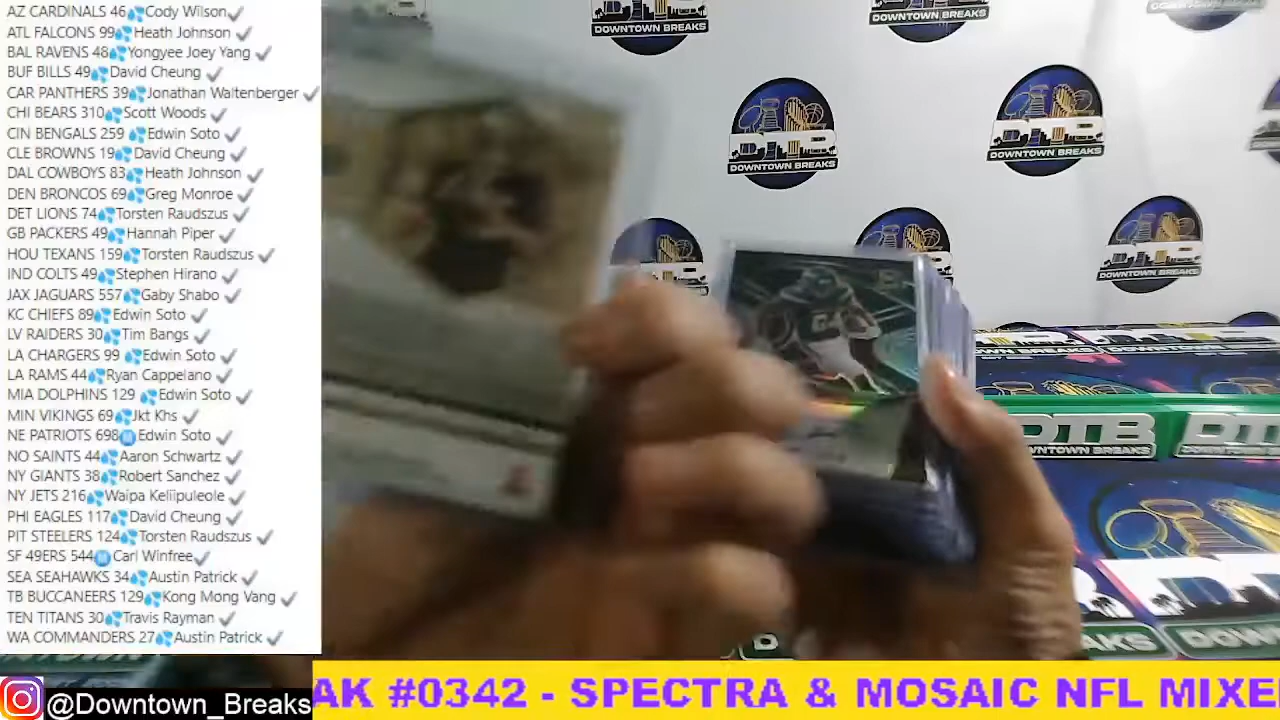 AZ CARDINALS 46💦Cody Wilson✔
ATL FALCONS 99💦Heath Johnson ✔
BAL RAVENS 48💦Yongyee Joey Yang ✔
BUF BILLS 49💦David Cheung ✔
CAR PANTHERS 39💦Jonathan Waltenberger ✔
CHI BEARS 310💦Scott Woods ✔
CIN BENGALS 259 💦Edwin Soto ✔
CLE BROWNS 19💦David Cheung ✔
DAL COWBOYS 83💦Heath Johnson ✔
DEN BRONCOS 69💦Greg Monroe ✔
DET LIONS 74💦Torsten Raudszus ✔
GB PACKERS 49💦Hannah Piper ✔
HOU TEXANS 159💦Torsten Raudszus ✔
IND COLTS 49💦Stephen Hirano ✔
JAX JAGUARS 557💦Gaby Shabo ✔
KC CHIEFS 89💦Edwin Soto ✔
LV RAIDERS 30💦Tim Bangs ✔
LA CHARGERS 99 💦Edwin Soto ✔
LA RAMS 44💦Ryan Cappelano ✔
MIA DOLPHINS 129 💦Edwin Soto ✔
MIN VIKINGS 69💦Jkt Khs ✔
NE PATRIOTS 698Ⓜ️Edwin Soto ✔
NO SAINTS 44💦Aaron Schwartz ✔
NY GIANTS 38💦Robert Sanchez ✔
NY JETS 216💦Waipa Keliipuleole ✔
PHI EAGLES 117💦David Cheung ✔
PIT STEELERS 124💦Torsten Raudszus ✔
SF 49ERS 544Ⓜ️Carl Winfree✔
SEA SEAHAWKS 34💦Austin Patrick ✔
TB BUCCANEERS 129💦Kong Mong Vang ✔
TEN TITANS 30💦Travis Rayman ✔
WA COMMANDERS 27💦Austin Patrick ✔
@Downtown_Breaks
AK #0342 - SPECTRA & MOSAIC NFL MIXE
DOWNTOWN BREAKS
DOWNTOWN BREAKS
DTB
DOWNTOWN BREAKS
DTB
DOWNTOWN BREAKS
DTB
DOWNTOWN BREAKS
DTB
DOWNTOWN BREAKS